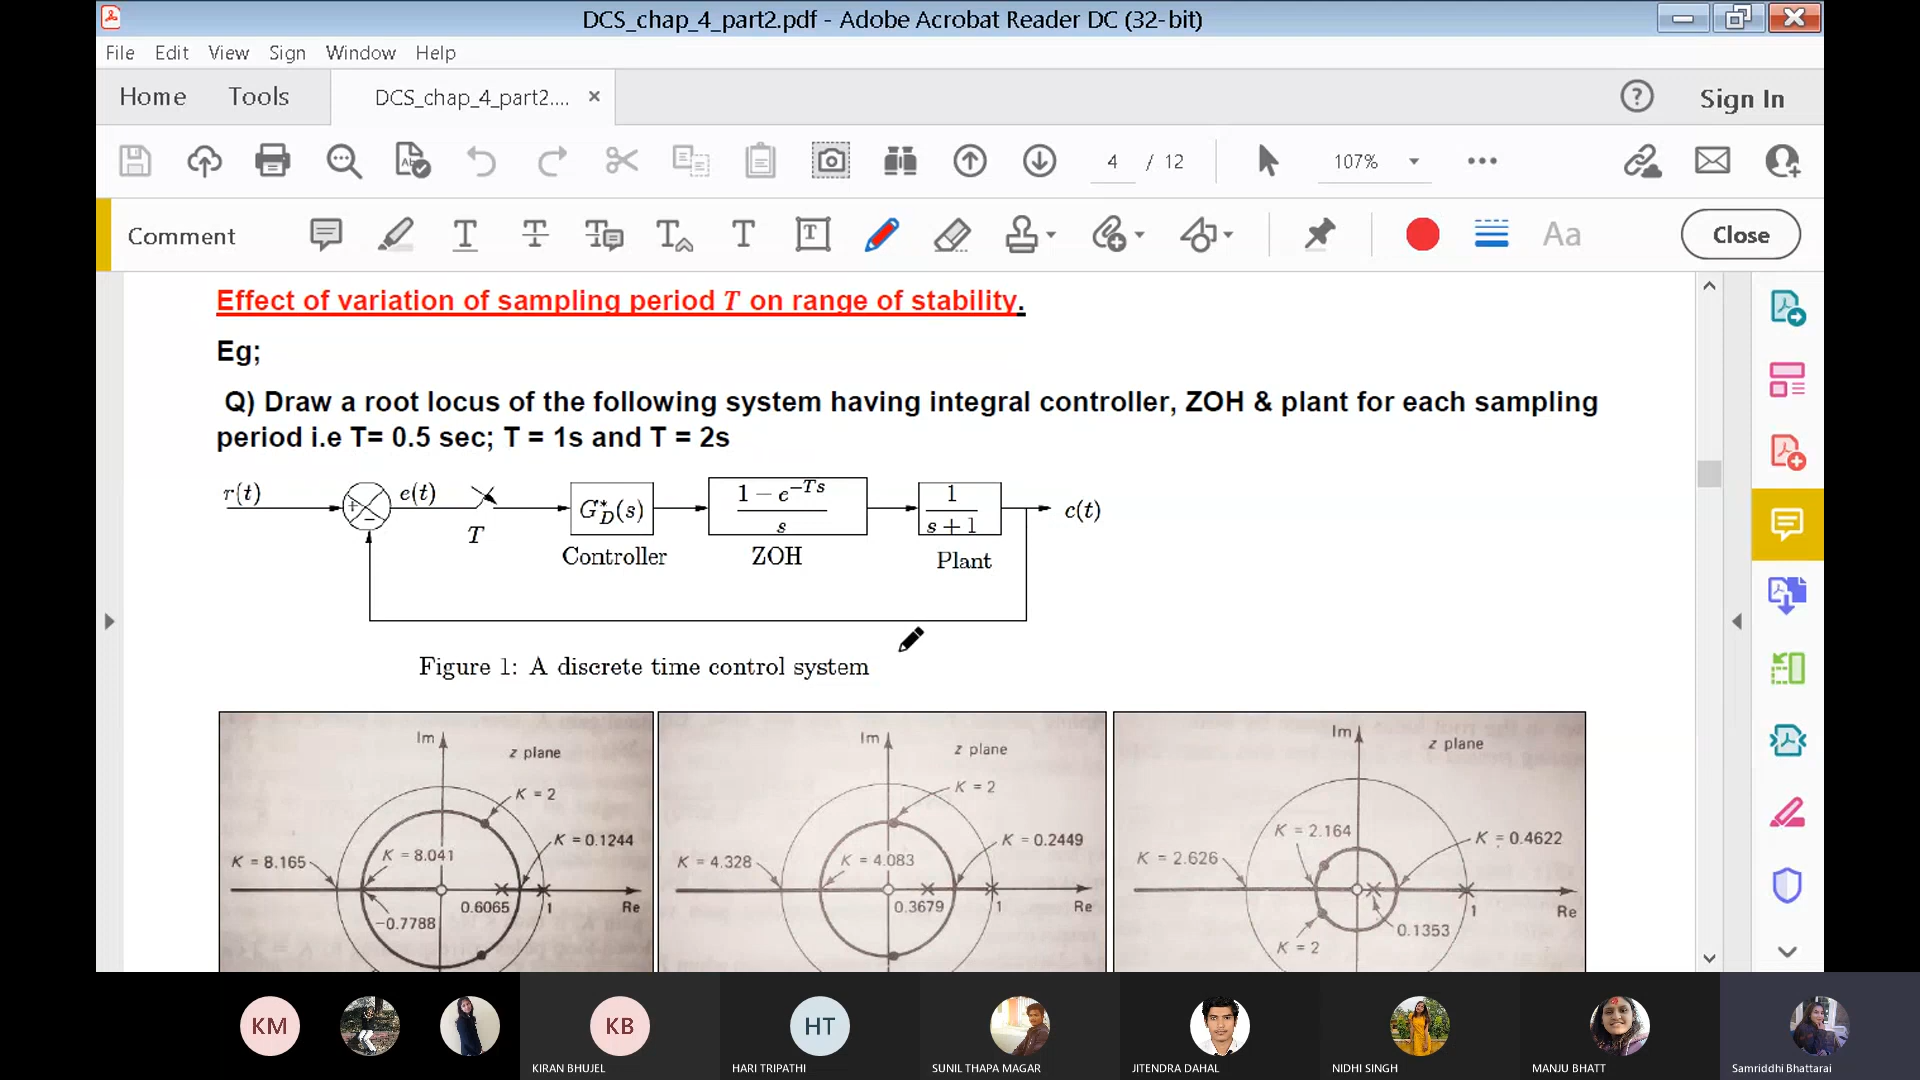 DCS_chap_4_part2.pdf - Adobe Acrobat Reader DC (32-bit)
File Edit View Sign Window Help
Home Tools DCS_chap_4_part2.... × ? Sign In
4 / 12 107%
Comment T T T T T T Aa Close
Effect of variation of sampling period T on range of stability.
Eg;
Q) Draw a root locus of the following system having integral controller, ZOH & plant for each sampling
period i.e T= 0.5 sec; T = 1s and T = 2s
r(t) + − e(t) T G*D(s) 1 − e^−Ts / s 1 / s + 1 c(t)
Controller ZOH Plant
Figure 1: A discrete time control system
Im z plane
K = 2
K = 0.1244
K = 8.165
K = 8.041
0.6065 1 Re
−0.7788
Im z plane
K = 2
K = 0.2449
K = 4.328
K = 4.083
0.3679 1 Re
Im z plane
K = 2.164
K = 0.4622
K = 2.626
1 Re
0.1353
K = 2
KM KB HT
KIRAN BHUJEL HARI TRIPATHI SUNIL THAPA MAGAR JITENDRA DAHAL NIDHI SINGH MANJU BHATT Samriddhi Bhattarai